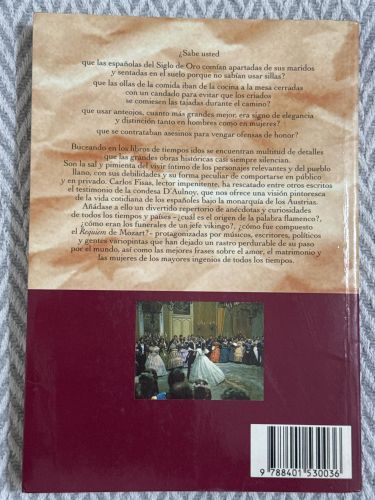 ¿Sabe usted
que las españolas del Siglo de Oro comían apartadas de sus maridos
y sentadas en el suelo porque no sabían usar sillas?
que las ollas de la comida iban de la cocina a la mesa cerradas
con un candado para evitar que los criados
se comiesen las tajadas durante el camino?
que usar anteojos, cuanto más grandes mejor, era signo de elegancia
y distinción tanto en hombres como en mujeres?
que se contrataban asesinos para vengar ofensas de honor?
Buceando en los libros de tiempos idos se encuentran multitud de detalles
que las grandes obras históricas casi siempre silencian.
Son la sal y pimienta del vivir íntimo de los personajes relevantes y del pueblo
llano, con sus debilidades y su forma peculiar de comportarse en público
y en privado. Carlos Fisas, lector impenitente, ha rescatado entre otros escritos
el testimonio de la condesa D'Aulnoy, que nos ofrece una visión pintoresca
de la vida cotidiana de los españoles bajo la monarquía de los Austrias.
Añádase a ello un divertido repertorio de anécdotas y curiosidades
de todos los tiempos y países –¿cuál es el origen de la palabra flamenco?,
¿cómo eran los funerales de un jefe vikingo?, ¿cómo fue compuesto
el Requiem de Mozart?– protagonizadas por músicos, escritores, políticos
y gentes variopintas que han dejado un rastro perdurable de su paso
por el mundo, así como las mejores frases sobre el amor, el matrimonio y
las mujeres de los mayores ingenios de todos los tiempos.
9 788401 530036